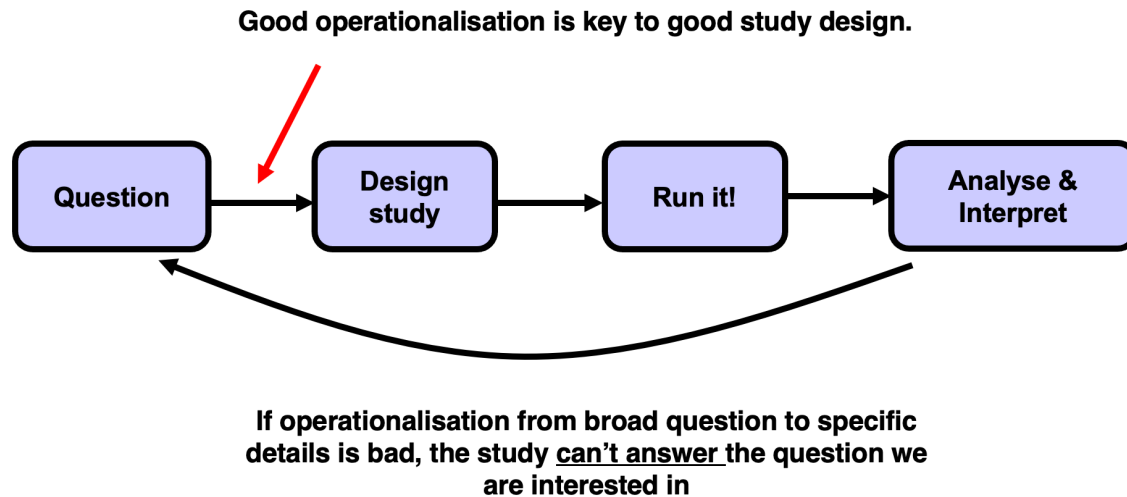 Good operationalisation is key to good study design.
Question
Design
study
Run it!
Analyse &
Interpret
If operationalisation from broad question to specific
details is bad, the study can’t answer the question we
are interested in